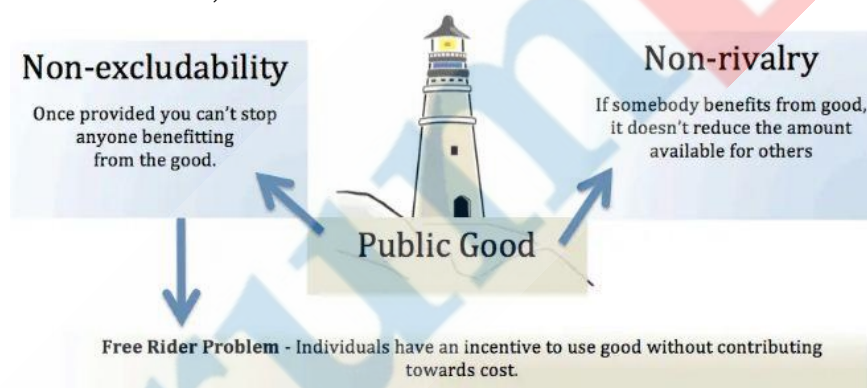 Non-excludability
Once provided you can't stop
anyone benefitting
from the good.
Non-rivalry
If somebody benefits from good,
it doesn't reduce the amount
available for others
Public Good
Free Rider Problem - Individuals have an incentive to use good without contributing
towards cost.